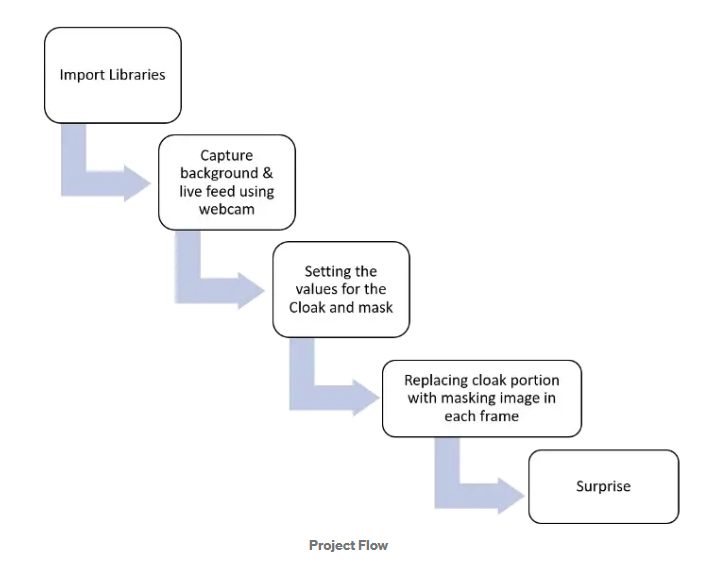 Import Libraries
Capture
background &
live feed using
webcam
Setting the
values for the
Cloak and mask
Replacing cloak portion
with masking image in
each frame
Surprise
Project Flow